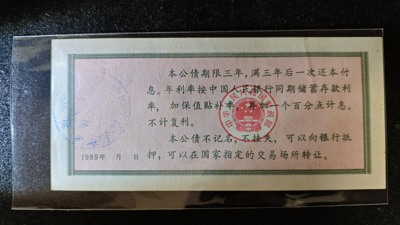 本公债期限三年，满三年后一次还本付
息。年利率按中国人民银行同期储蓄存款利
率，加保值贴补率，再加一个百分点计息。
不计复利。
本公债不记名，不挂失，可以向银行抵
押，可以在国家指定的交易场所转让。
1989年 月 日